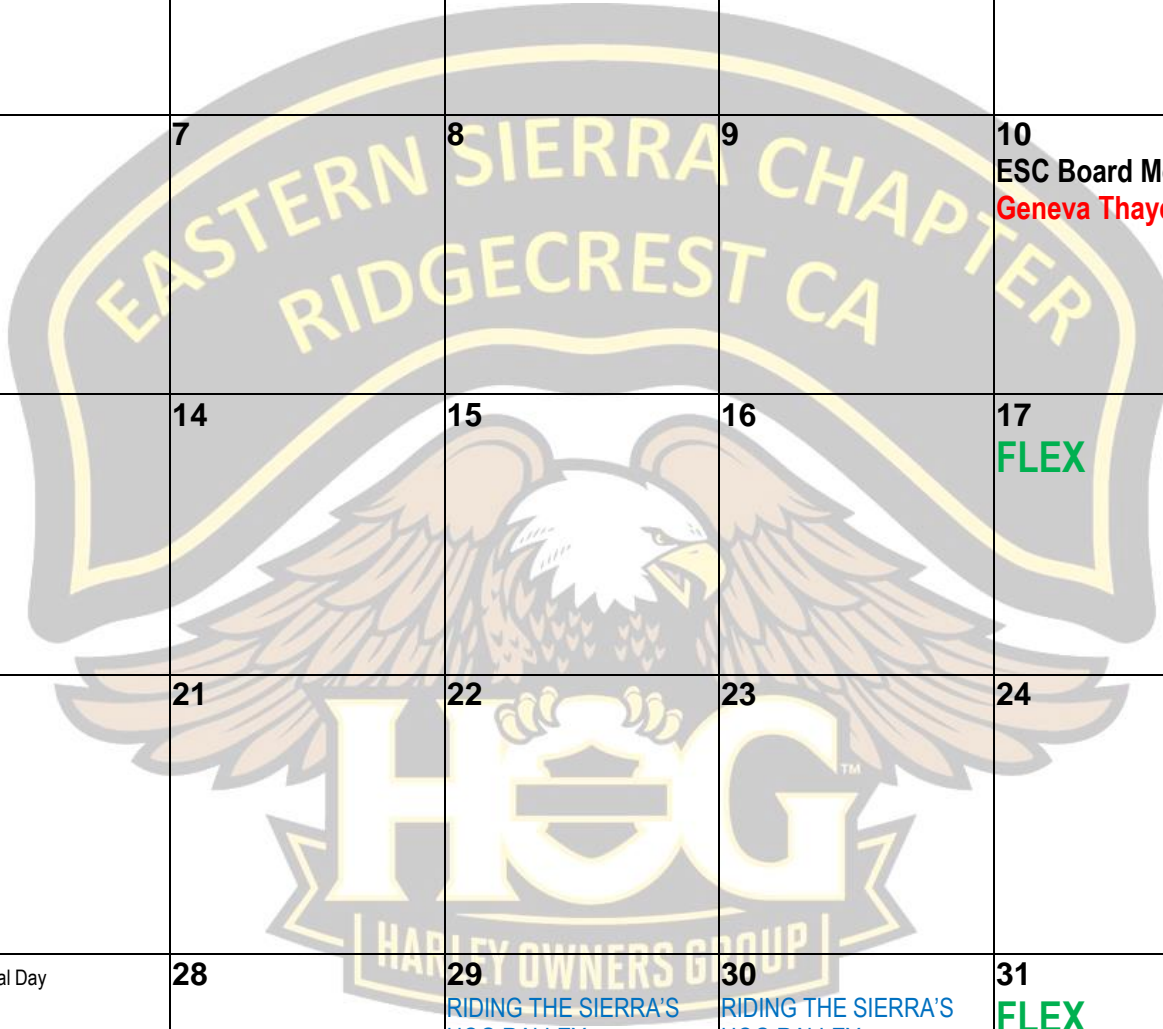 EASTERN SIERRA CHAPTER
RIDGECREST CA
7
8
9
10
ESC Board M
Geneva Thay
14
15
16
17
FLEX
21
22
23
24
HOG
TM
HARLEY OWNERS GROUP
al Day
28
29
RIDING THE SIERRA'S
30
RIDING THE SIERRA'S
31
FLEX